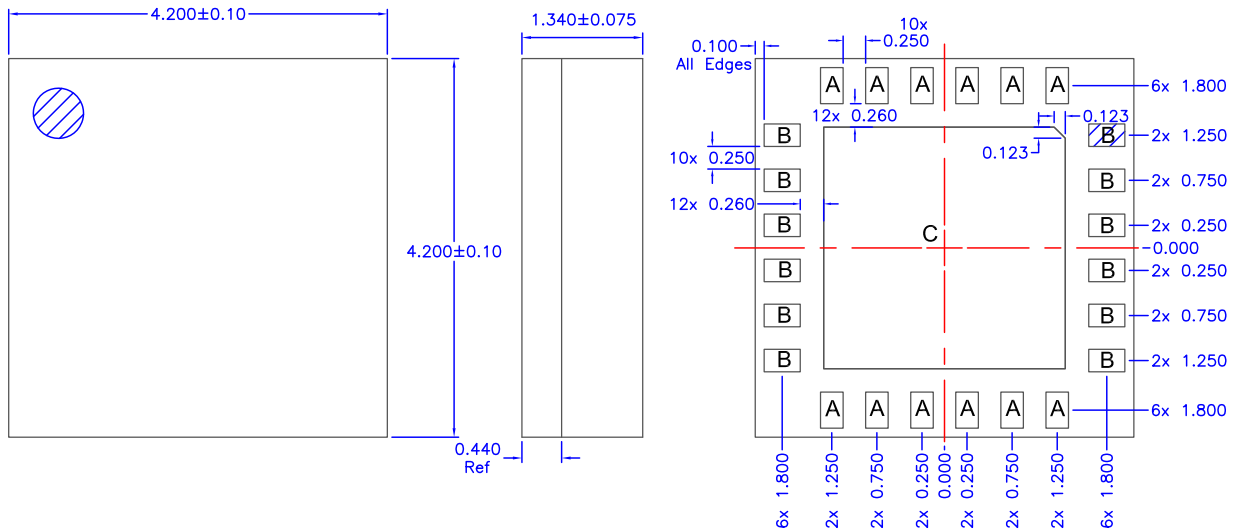 4.200±0.10
4.200±0.10
1.340±0.075
0.440
Ref
0.100
All Edges
10x
0.250
A A A A A A
6x 1.800
12x 0.260
0.123
0.123
B
B
2x 1.250
10x 0.250
B
B
2x 0.750
12x 0.260
B
B
2x 0.250
C
0.000
B
B
2x 0.250
B
B
2x 0.750
B
B
2x 1.250
A A A A A A
6x 1.800
6x 1.800
2x 1.250
2x 0.750
2x 0.250
0.000
2x 0.250
2x 0.750
2x 1.250
6x 1.800